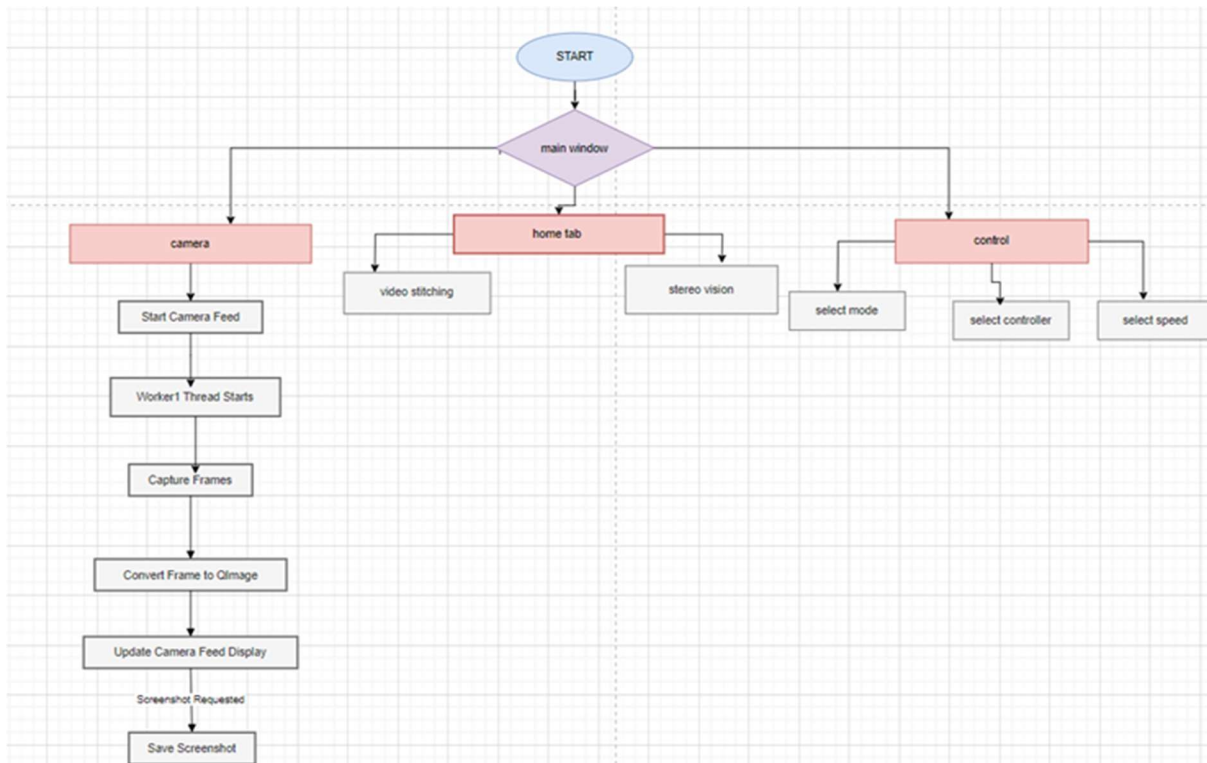 START
main window
camera
home tab
control
video stitching
stereo vision
select mode
select controller
select speed
Start Camera Feed
Worker1 Thread Starts
Capture Frames
Convert Frame to QImage
Update Camera Feed Display
Screenshot Requested
Save Screenshot